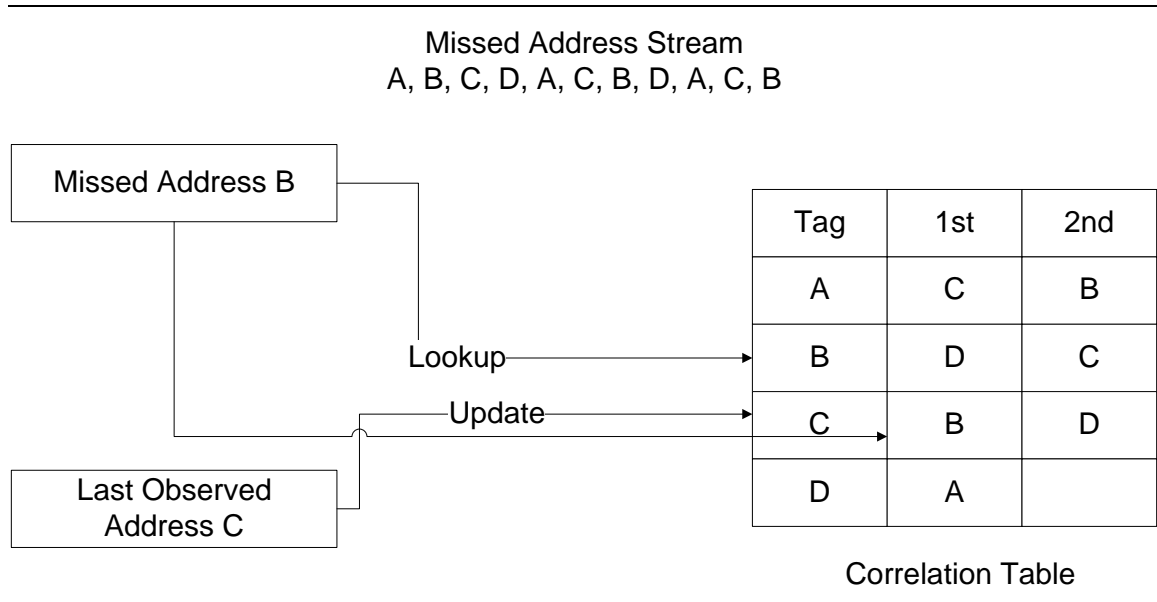 Missed Address Stream
A, B, C, D, A, C, B, D, A, C, B
Missed Address B
Tag 1st 2nd
A C B
Lookup
B D C
Update
C B D
Last Observed
Address C
D A
Correlation Table